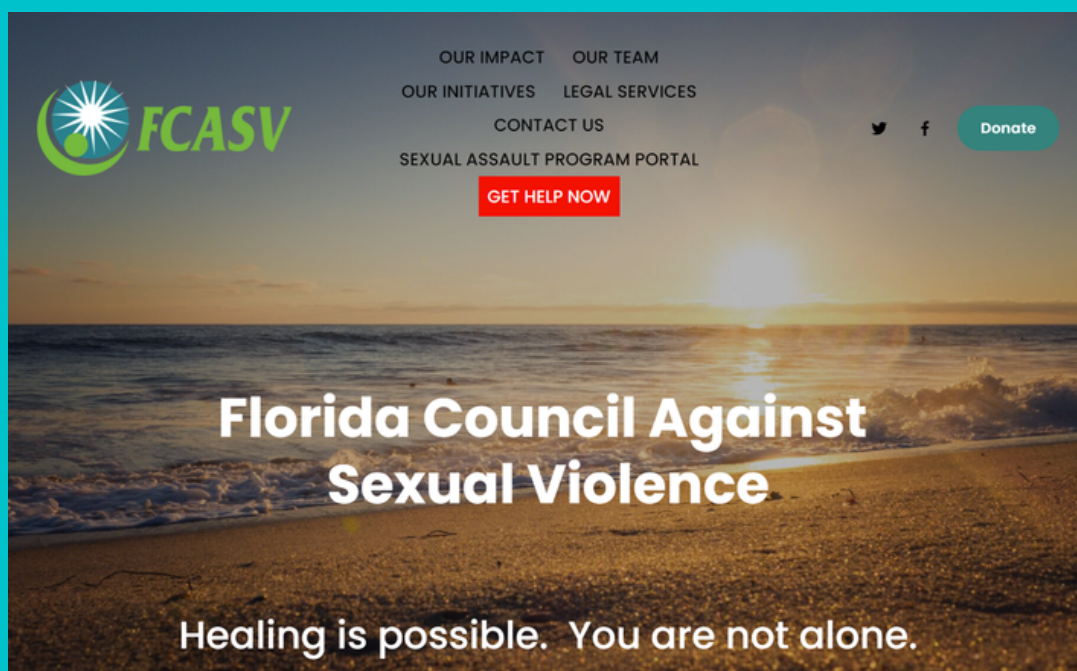 OUR IMPACT OUR TEAM
FCASV
OUR INITIATIVES LEGAL SERVICES
CONTACT US
Donate
SEXUAL ASSAULT PROGRAM PORTAL
GET HELP NOW
Florida Council Against
Sexual Violence
Healing is possible. You are not alone.